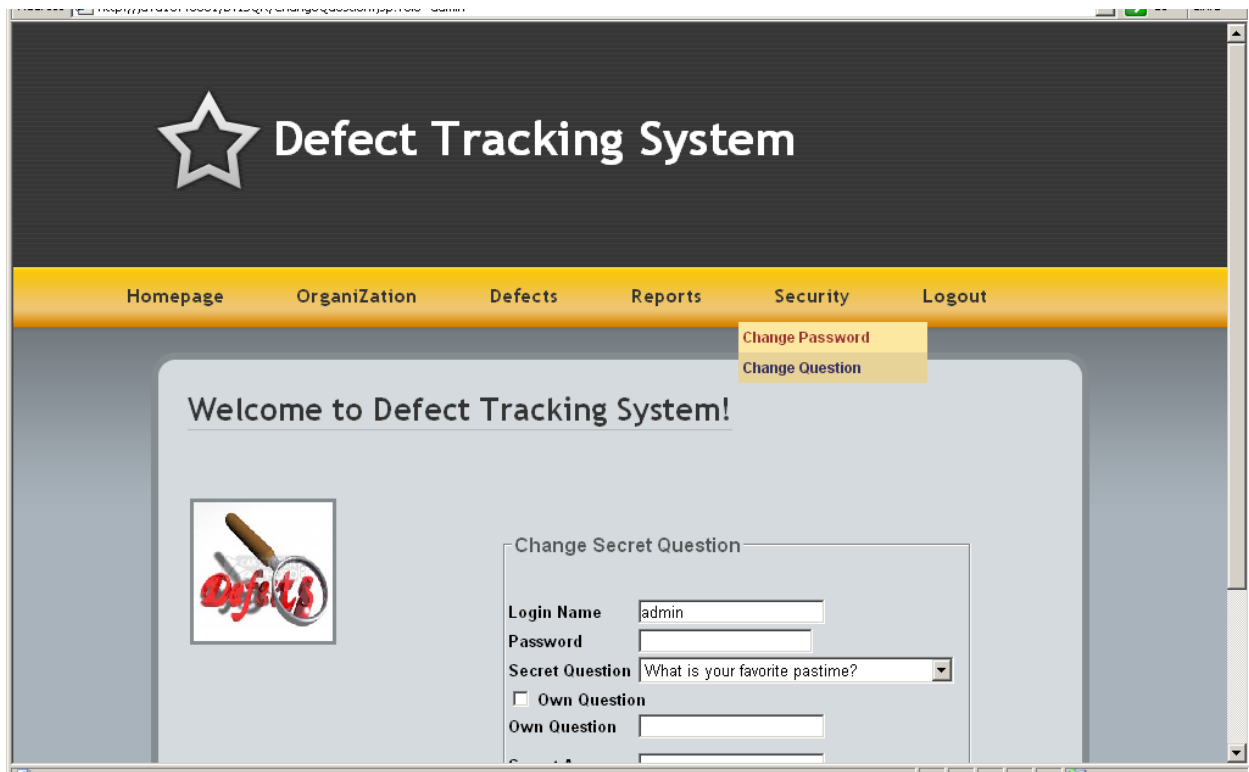 Defect Tracking System
Homepage OrganiZation Defects Reports Security Logout
Change Password
Change Question
Welcome to Defect Tracking System!
Defects
Change Secret Question
Login Name admin
Password
Secret Question What is your favorite pastime?
Own Question
Own Question